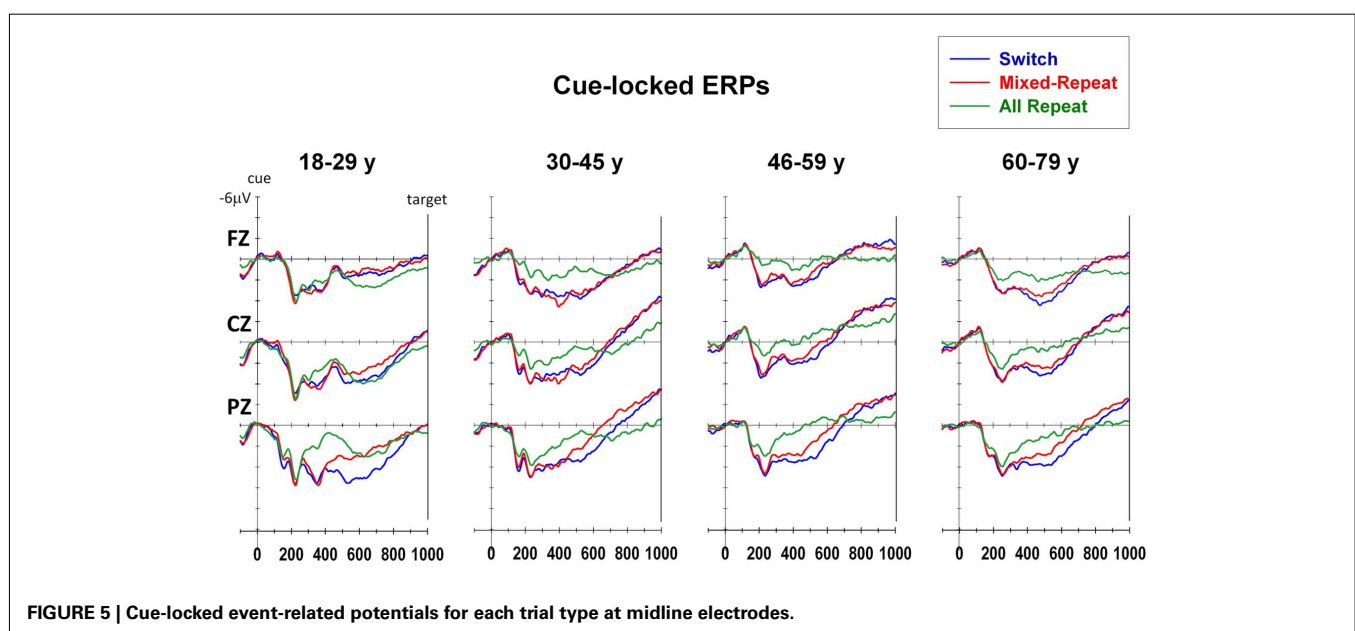 Switch
Mixed-Repeat
All Repeat
Cue-locked ERPs
18-29 y 30-45 y 46-59 y 60-79 y
cue
-6µV target
FZ
CZ
PZ
0 200 400 600 800 1000 0 200 400 600 800 1000 0 200 400 600 800 1000 0 200 400 600 800 1000
FIGURE 5 | Cue-locked event-related potentials for each trial type at midline electrodes.